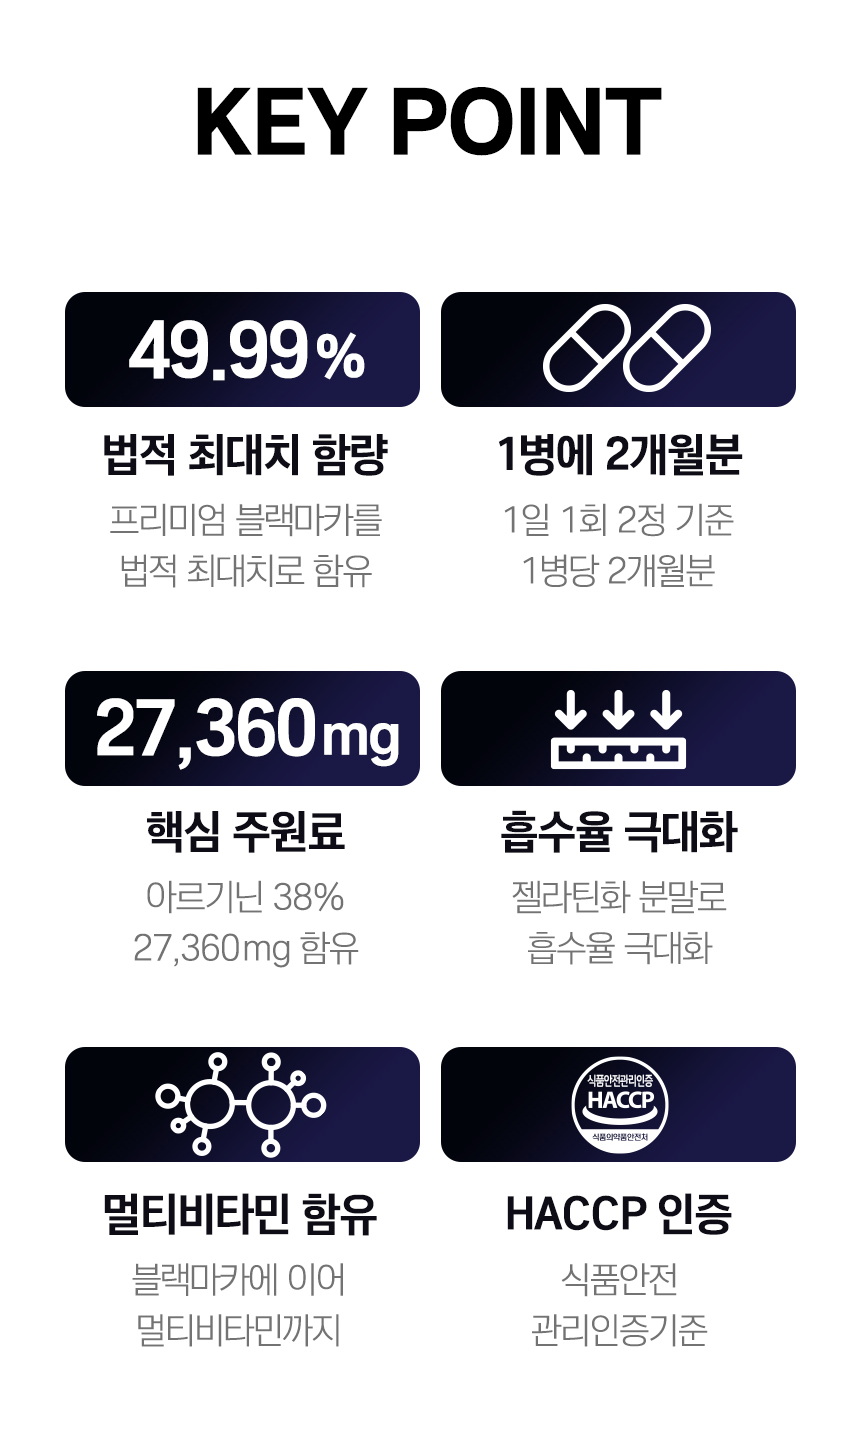 KEY POINT
49.99%
법적 최대치 함량
프리미엄 블랙마카를
법적 최대치로 함유
1병에 2개월분
1일 1회 2정 기준
1병당 2개월분
27,360mg
핵심 주원료
아르기닌 38%
27,360mg 함유
흡수율 극대화
젤라틴화 분말로
흡수율 극대화
멀티비타민 함유
블랙마카에 이어
멀티비타민까지
식품안전관리인증
HACCP
식품의약품안전처
HACCP 인증
식품안전
관리인증기준